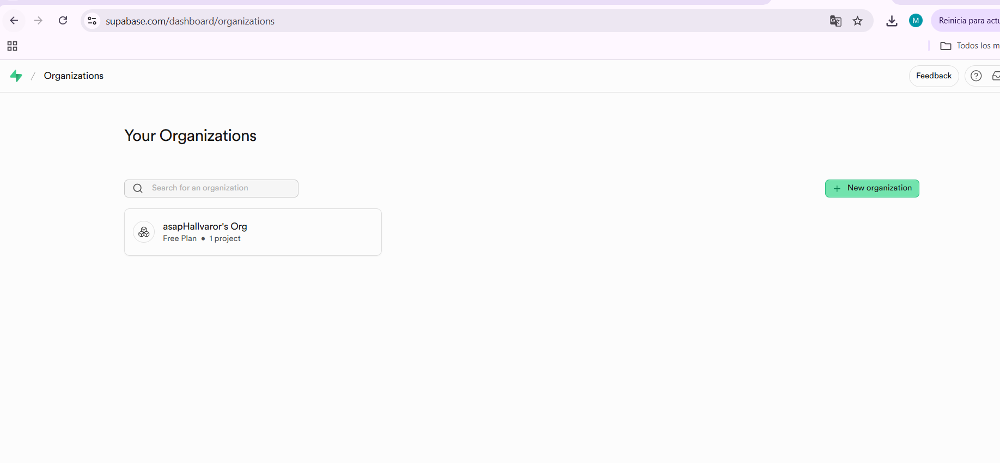 supabase.com/dashboard/organizations
M
Reinicia para actu
Todos los m
/ Organizations
Feedback
Your Organizations
Search for an organization
+ New organization
asapHallvaror's Org
Free Plan • 1 project